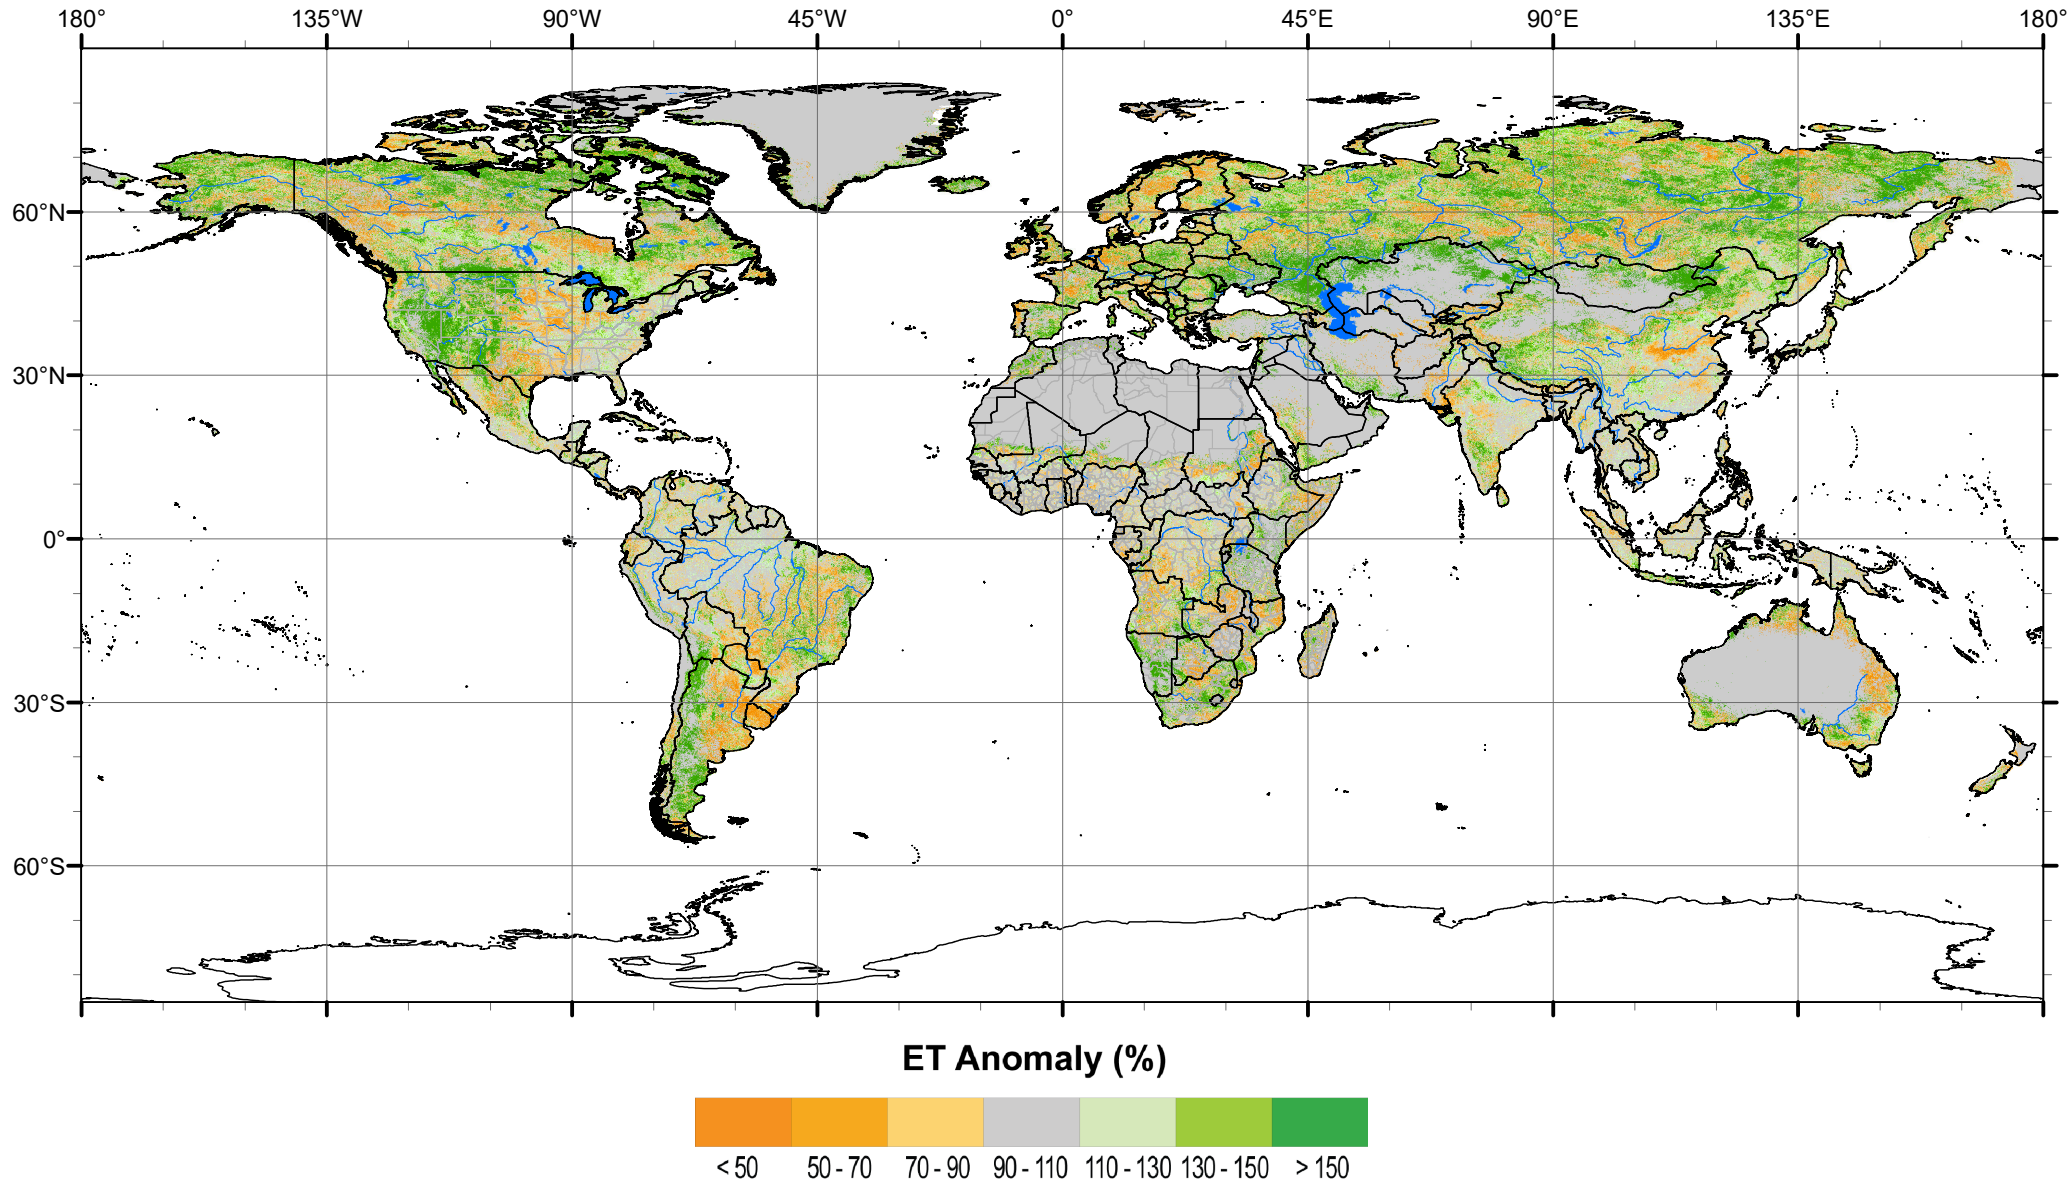 180° 135°W 90°W 45°W 0° 45°E 90°E 135°E 180°
60°N
30°N
0°
30°S
60°S
ET Anomaly (%)
< 50 50 - 70 70 - 90 90 - 110 110 - 130 130 - 150 > 150